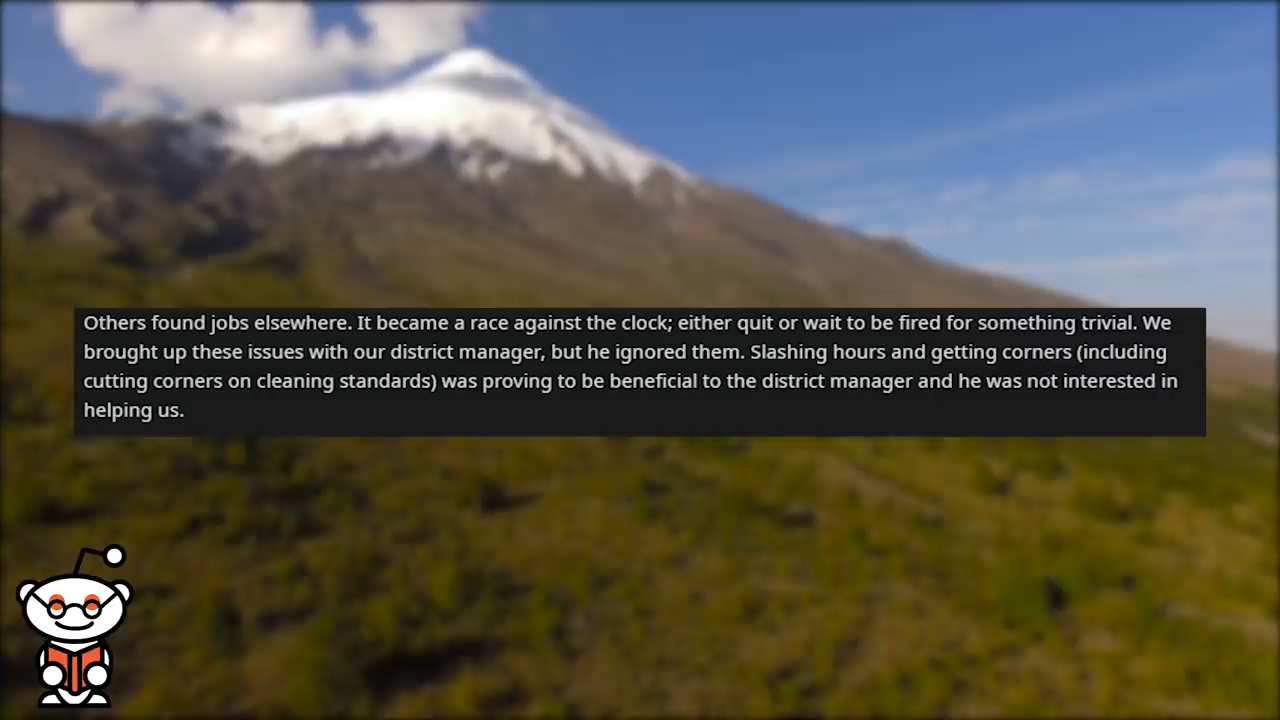 Others found jobs elsewhere. It became a race against the clock; either quit or wait to be fired for something trivial. We
brought up these issues with our district manager, but he ignored them. Slashing hours and getting corners (including
cutting corners on cleaning standards) was proving to be beneficial to the district manager and he was not interested in
helping us.